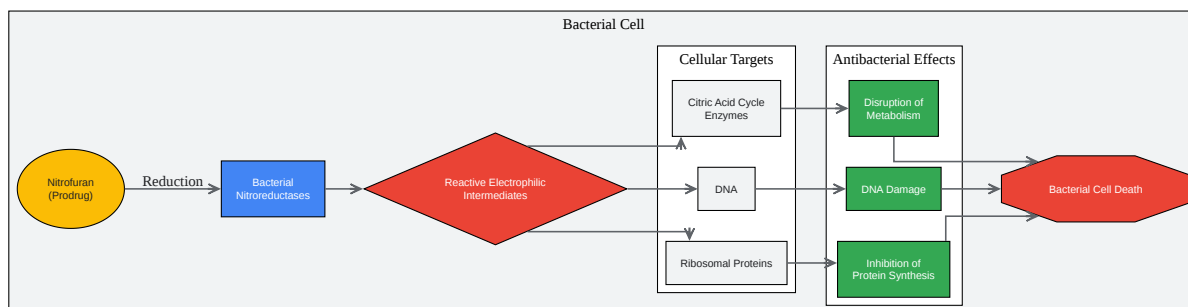 Bacterial Cell
Cellular Targets
Antibacterial Effects
Citric Acid Cycle
Enzymes
Disruption of
Metabolism
Nitrofuran
(Prodrug)
Reduction
Bacterial
Nitroreductases
Reactive Electrophilic
Intermediates
DNA
DNA Damage
Bacterial Cell Death
Ribosomal Proteins
Inhibition of
Protein Synthesis